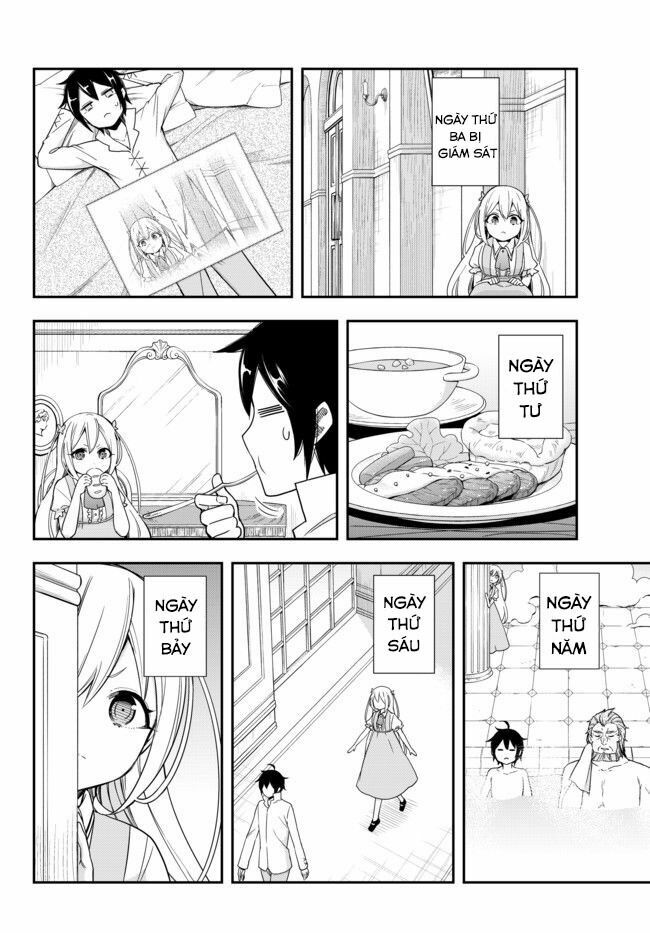 NGÀY THỨ
BA BỊ
GIÁM SÁT
NGÀY
THỨ
TƯ
NGÀY
THỨ
NĂM
NGÀY
THỨ
SÁU
NGÀY
THỨ
BẢY